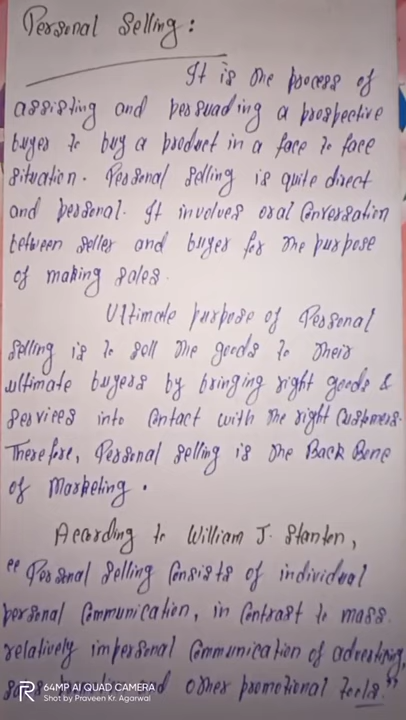 Personal Selling:
It is the process of
assisting and persuading a prospective
buyer to buy a product in a face to face
situation. Personal selling is quite direct
and personal. It involves oral conversation
between seller and buyer for the purpose
of making sales.
Ultimate purpose of Personal
selling is to sell the goods to their
ultimate buyers by bringing right goods &
services into contact with the right customers.
Therefore, Personal selling is the Back Bone
of Marketing.
According to William J. Stanton,
"Personal Selling consists of individual
personal communication, in contrast to mass
relatively impersonal communication of advertising,
and other promotional tools."
64MP AI QUAD CAMERA
Shot by Praveen Kr. Agarwal